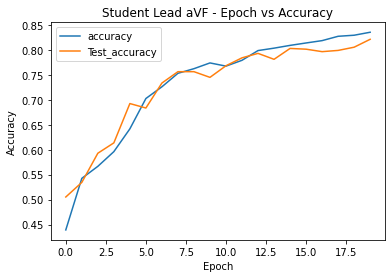 Student Lead aVF - Epoch vs Accuracy
accuracy
Test_accuracy
0.85
0.80
0.75
0.70
0.65
0.60
0.55
0.50
0.45
Accuracy
0.0 2.5 5.0 7.5 10.0 12.5 15.0 17.5
Epoch